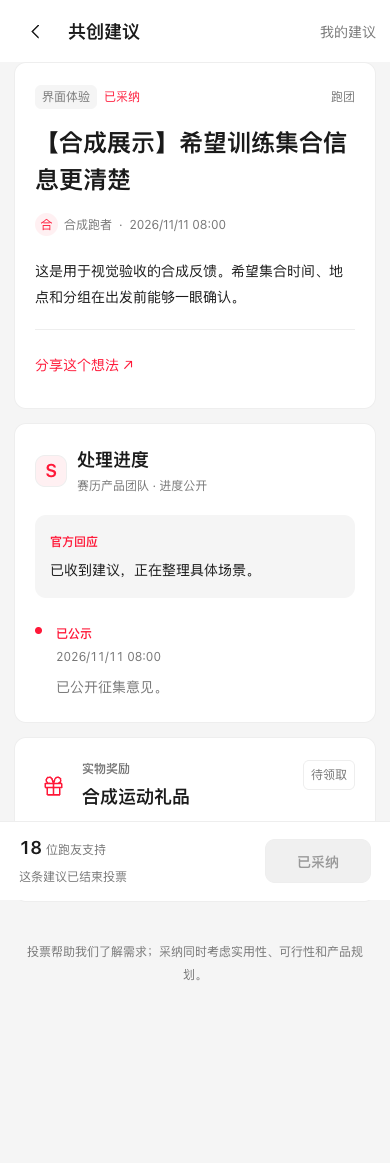 共创建议
我的建议
界面体验 已采纳
跑团
【合成展示】希望训练集合信
息更清楚
合 合成跑者 · 2026/11/11 08:00
这是用于视觉验收的合成反馈。希望集合时间、地
点和分组在出发前能够一眼确认。
分享这个想法 ↗
S
处理进度
赛历产品团队 · 进度公开
官方回应
已收到建议，正在整理具体场景。
已公示
2026/11/11 08:00
已公开征集意见。
实物奖励
待领取
合成运动礼品
18 位跑友支持
这条建议已结束投票
已采纳
投票帮助我们了解需求；采纳同时考虑实用性、可行性和产品规
划。